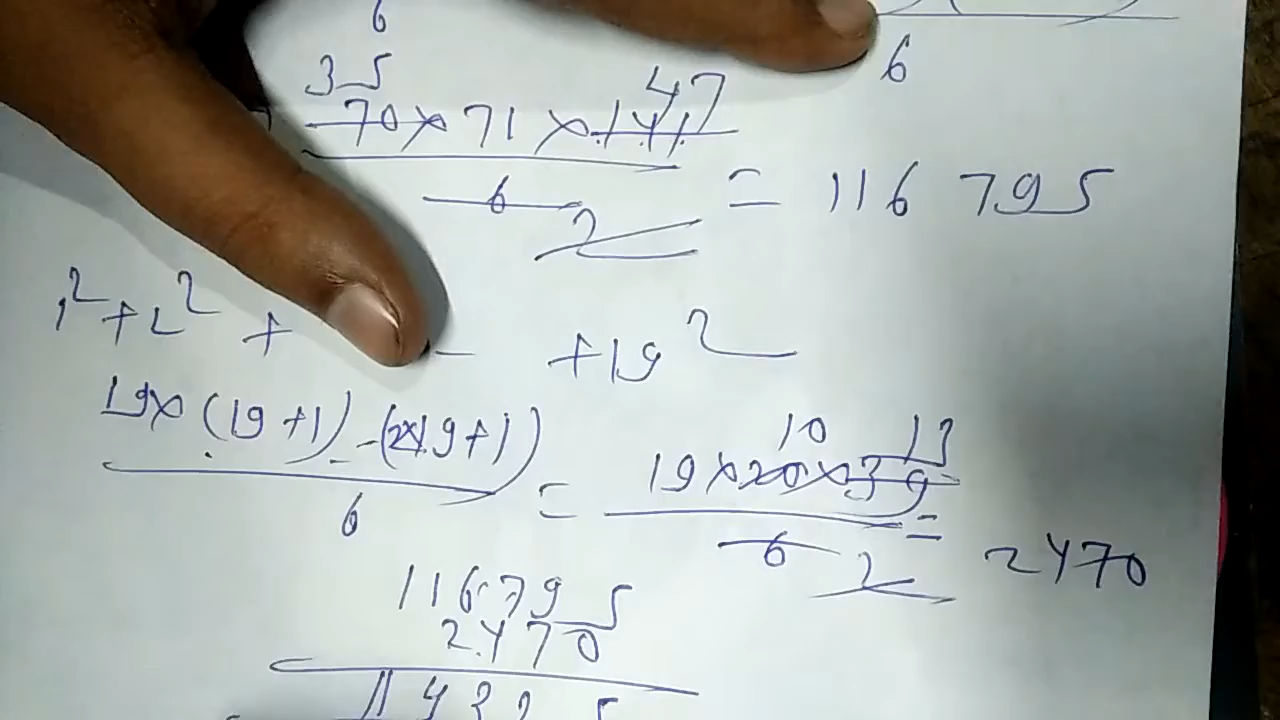 6
6
35 47
70 × 71 × 141
6 = 116795
2
1² + 2² + - + 19²
19 × (19 + 1) - (2×19 + 1)
6
=
10 13
19 × 20 × 39
6
2
= 2470
116795
2470
114325